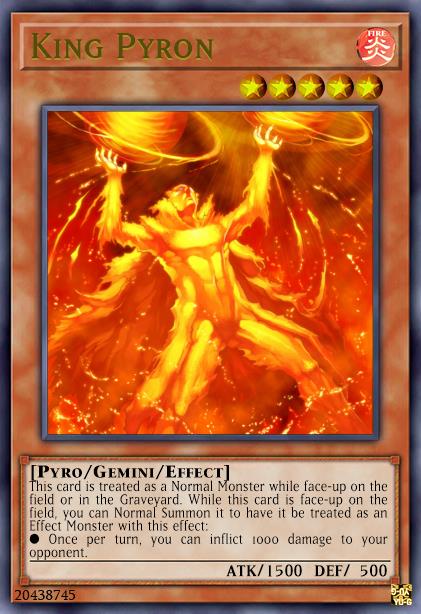 King Pyron
FIRE
炎
[Pyro/Gemini/Effect]
This card is treated as a Normal Monster while face-up on the
field or in the Graveyard. While this card is face-up on the
field, you can Normal Summon it to have it be treated as an
Effect Monster with this effect:
● Once per turn, you can inflict 1000 damage to your
opponent.
ATK/1500 DEF/ 500
20438745